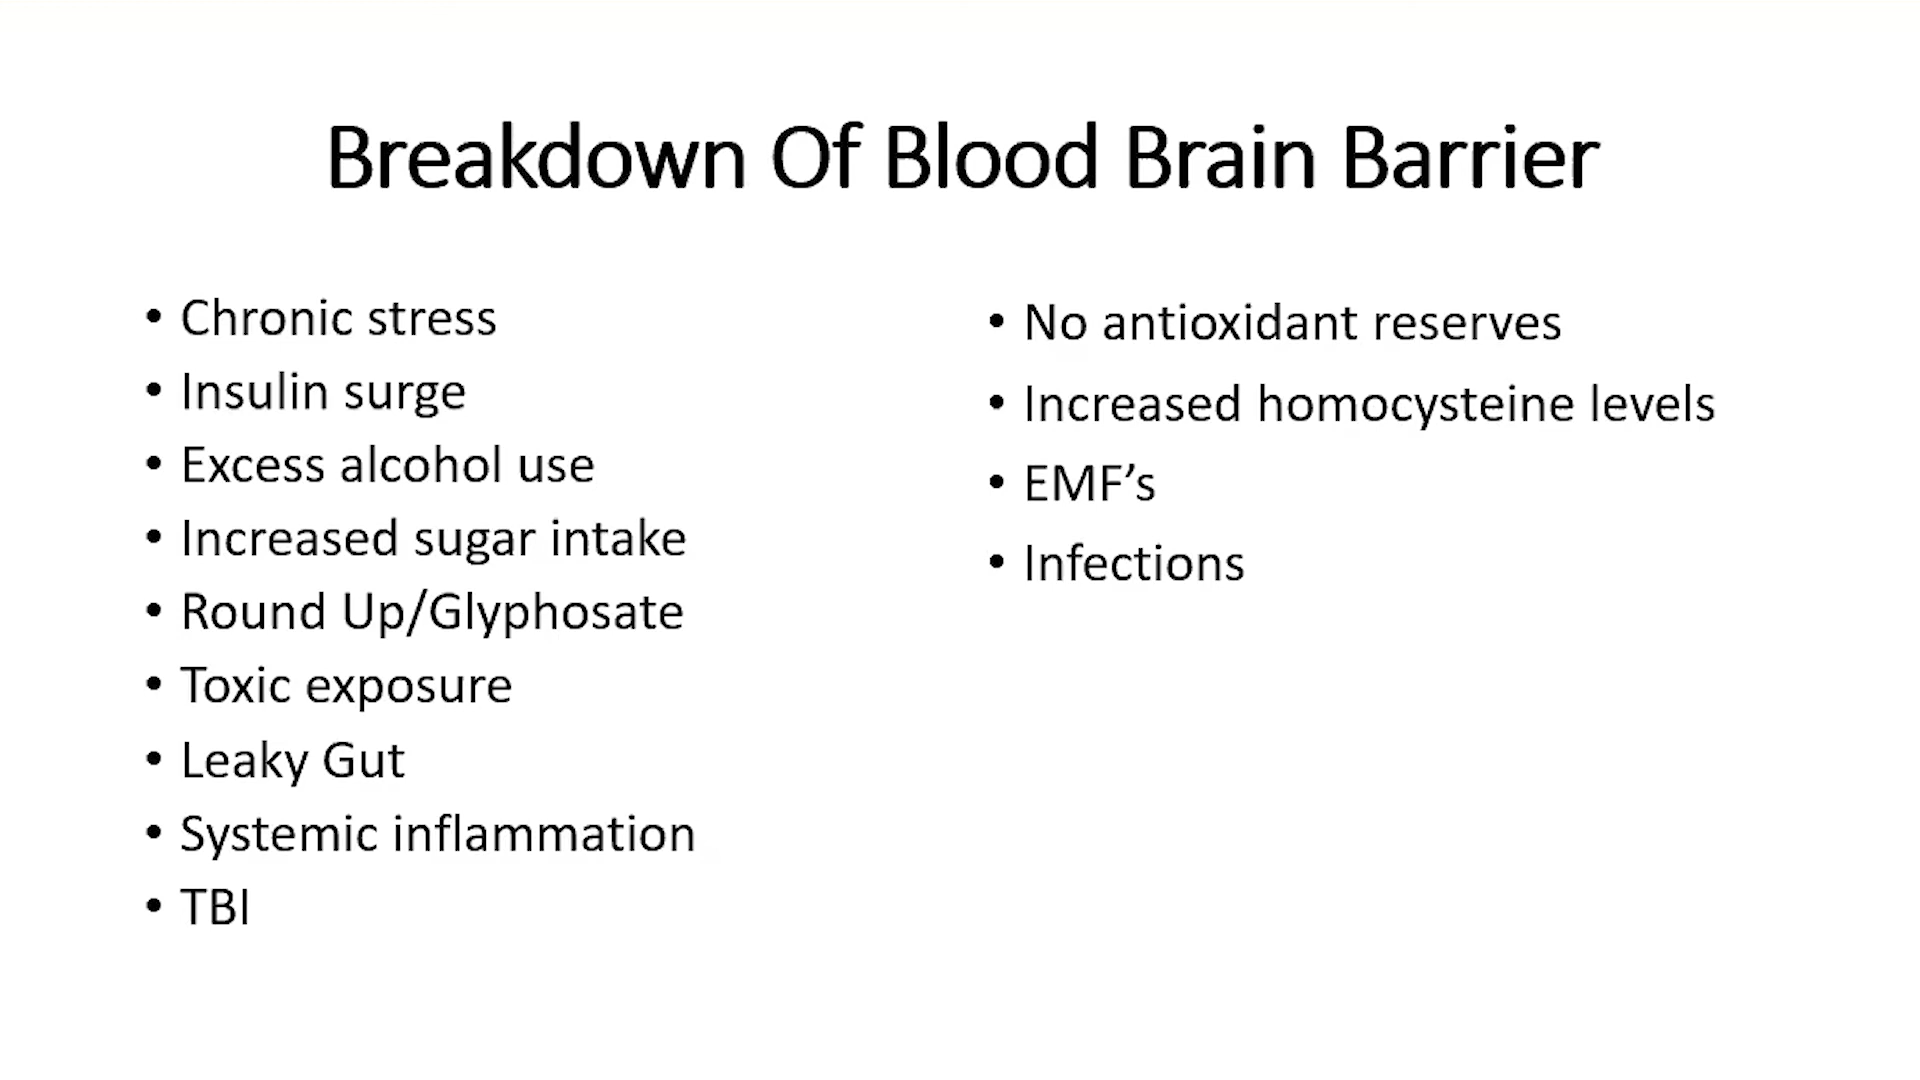 Breakdown Of Blood Brain Barrier
• Chronic stress
• Insulin surge
• Excess alcohol use
• Increased sugar intake
• Round Up/Glyphosate
• Toxic exposure
• Leaky Gut
• Systemic inflammation
• TBI
• No antioxidant reserves
• Increased homocysteine levels
• EMF’s
• Infections